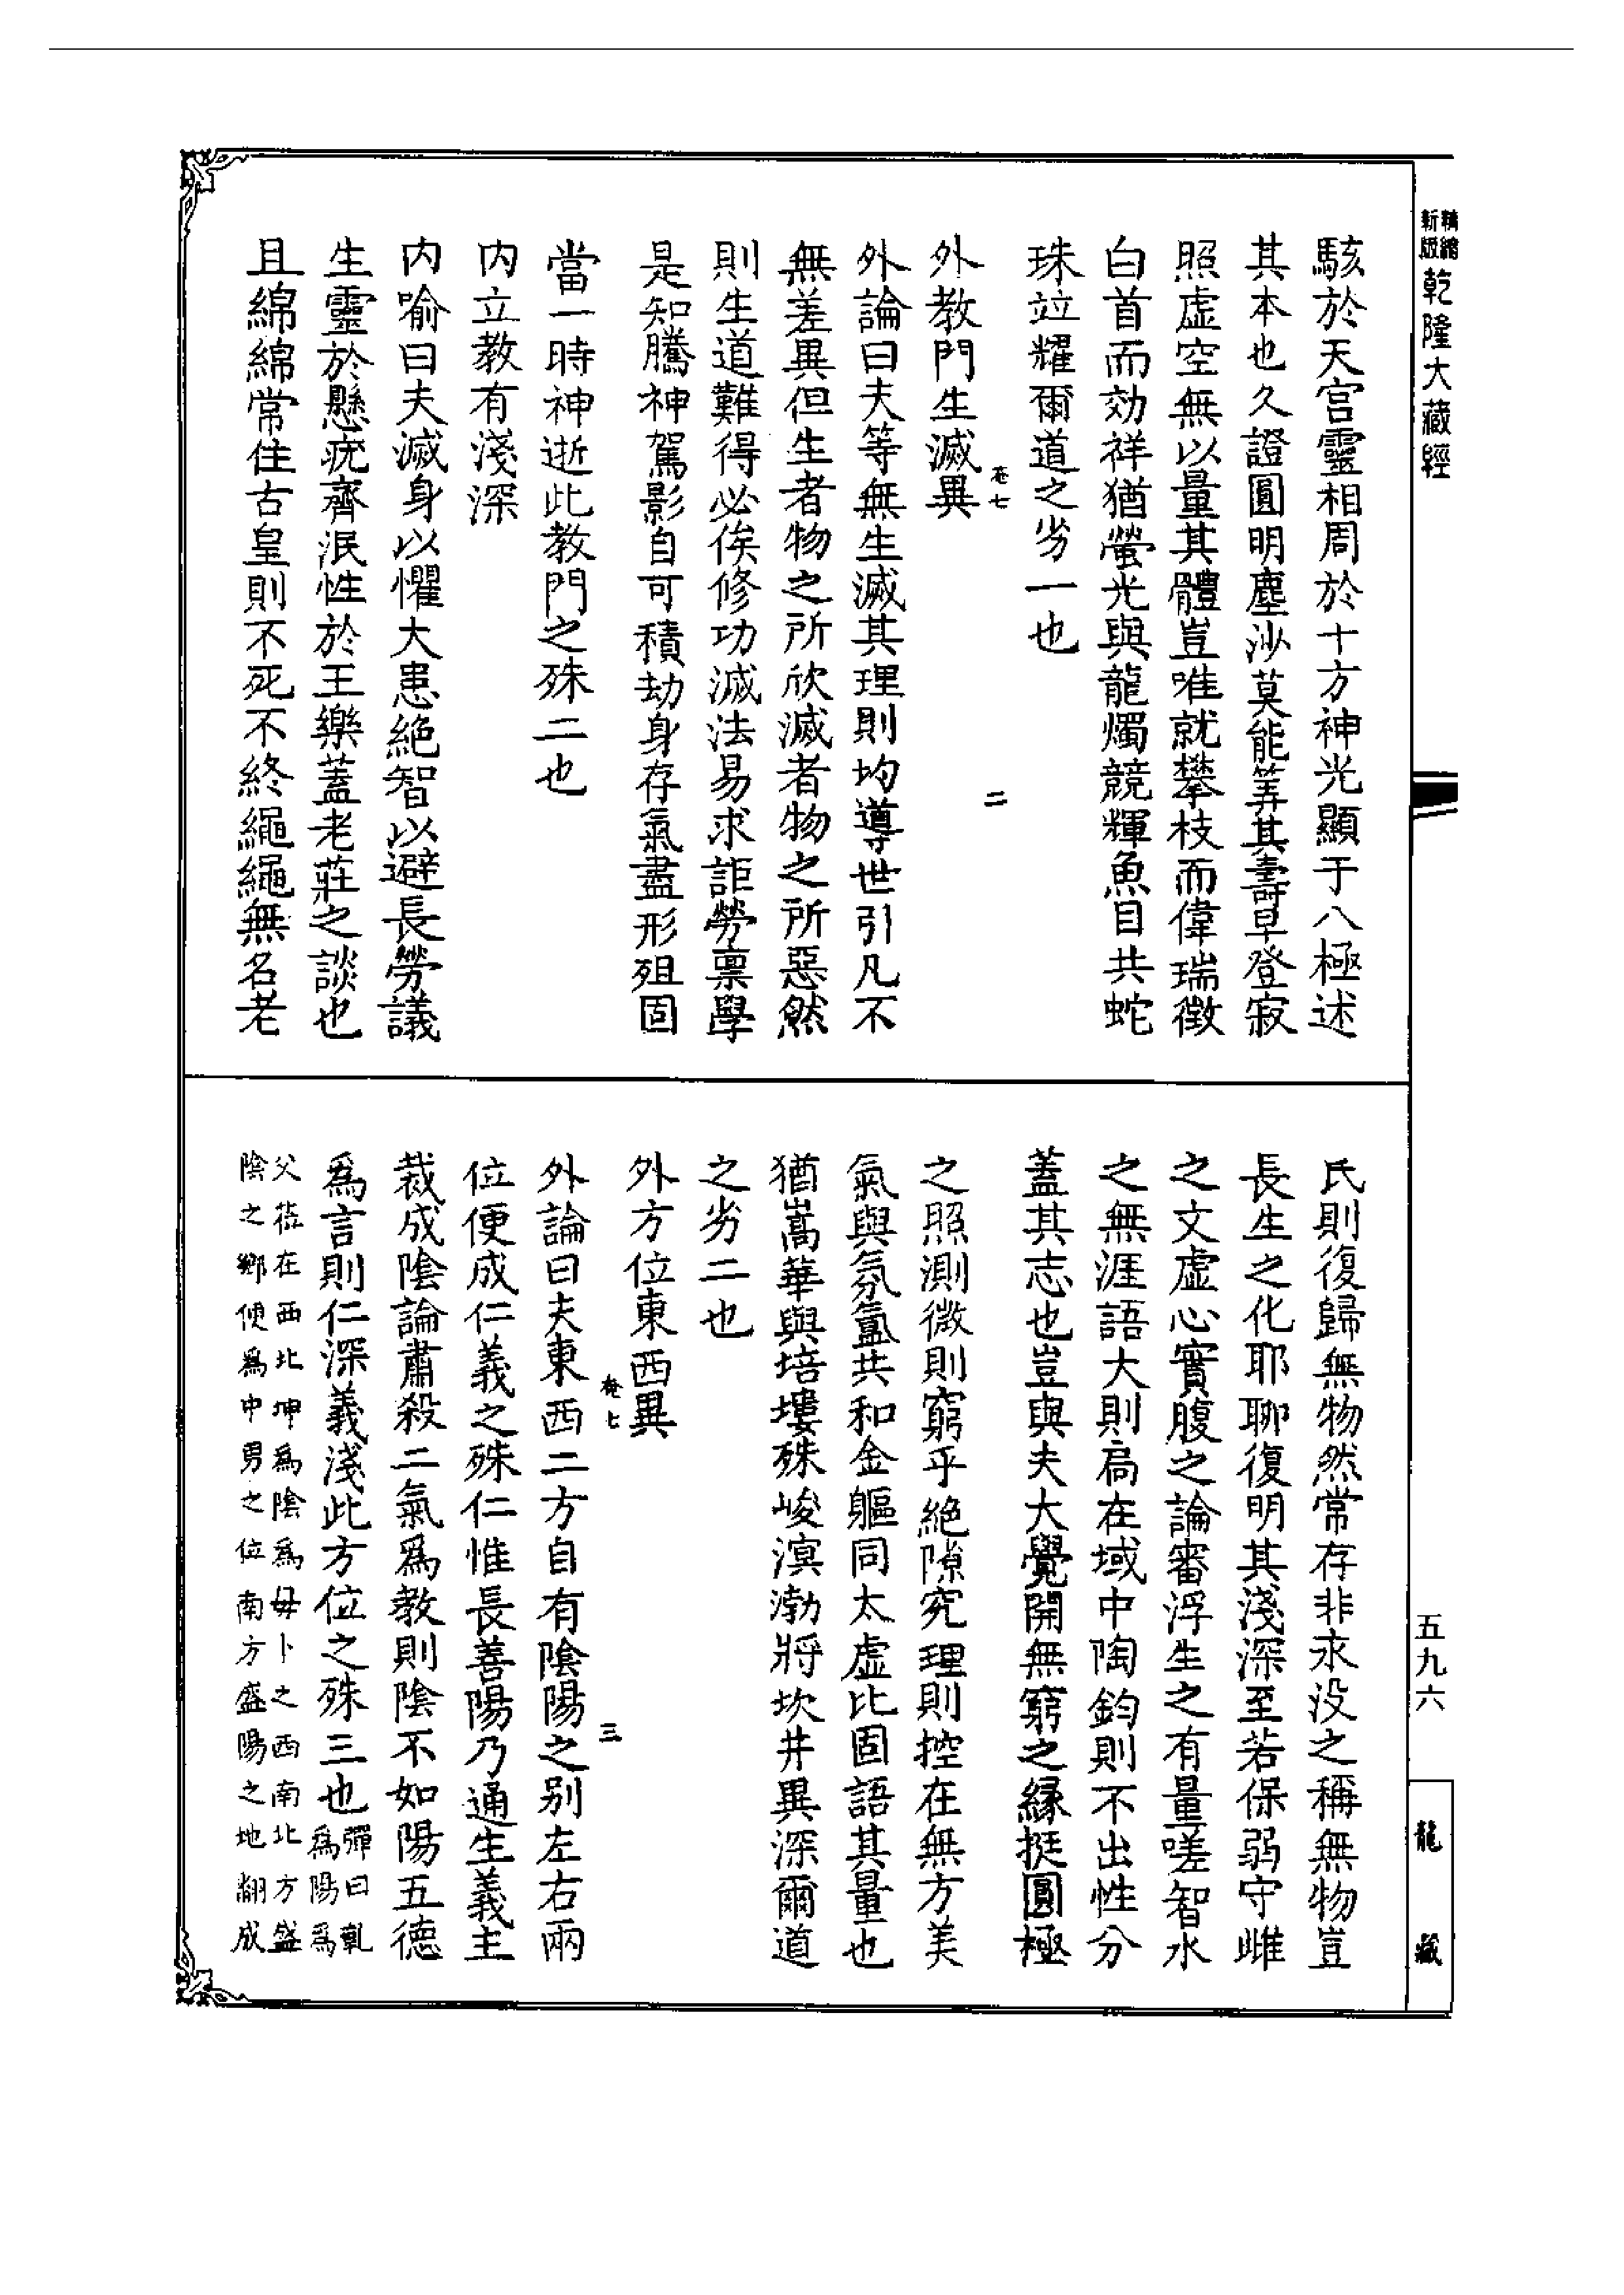 精縮新版乾隆大藏經
駭於天宮靈相周於十方神光顯于八極述
其本也久證圓明塵沙莫能筭其壽早登寂
照虛空無以量其體豈唯就攀枝而偉瑞徵
白首而効祥猶螢光與龍燭競輝魚目共蛇
珠竝耀爾道之劣一也
巷七 二
外教門生滅異
外論曰夫等無生滅其理則均導世引凡不
無差異但生者物之所欣滅者物之所惡然
則生道難得必俟修功滅法易求詎勞稟學
是知騰神駕影自可積劫身存氣盡形殂固
當一時神逝此教門之殊二也
内立教有淺深
内喻曰夫滅身以懼大患絕智以避長勞議
生靈於懸疣齊泯性於王樂蓋老莊之談也
且綿綿常住古皇則不死不終繩繩無名老
氏則復歸無物然常存非永没之稱無物豈
長生之化耶聊復明其淺深至若保弱守雌
之文虛心實腹之論審浮生之有量嗟智水
之無涯語大則扃在域中陶鈞則不出性分
蓋其志也豈與夫大覺開無窮之緣挺圓極
之照測微則窮乎絕隙究理則控在無方美
氣與氛氳共和金軀同太虛比固語其量也
猶嵩華與培塿殊峻溟渤將坎井異深爾道
之劣二也
外方位東西異
巷七 三
外論曰夫東西二方自有陰陽之别左右兩
位便成仁義之殊仁惟長善陽乃通生義主
裁成陰論肅殺二氣爲教則陰不如陽五德
爲言則仁深義淺此方位之殊三也彈曰乾爲陽爲
父莅在西北坤爲陰爲毋卜之西南北方盛
陰之鄉使爲中男之位南方盛陽之地翻成
五九六
龍藏